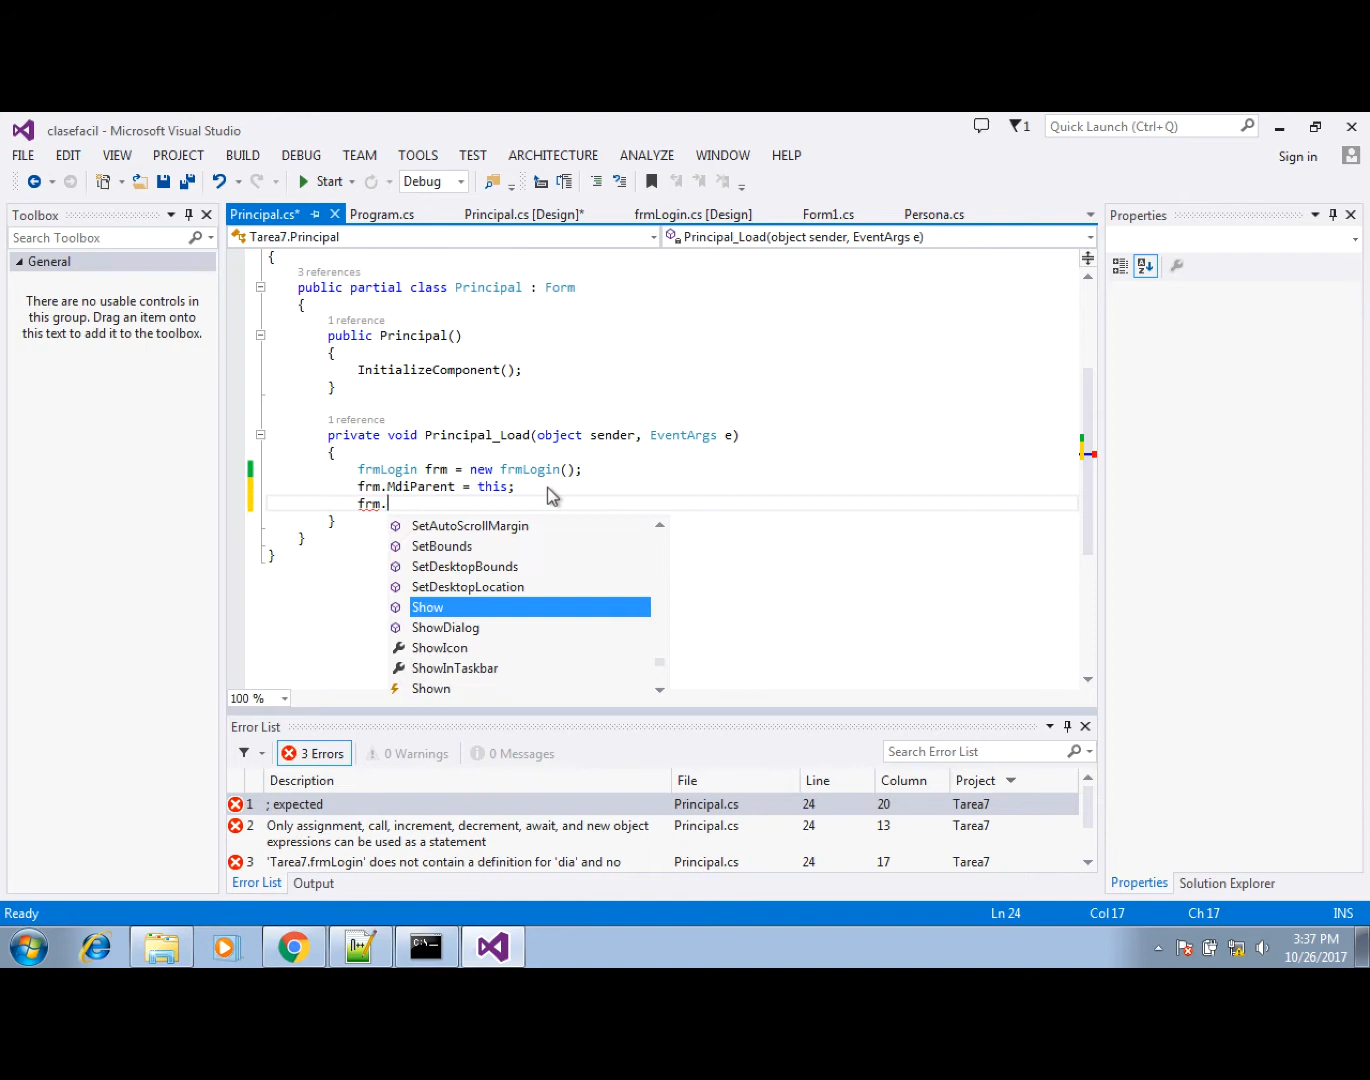 clasefacil - Microsoft Visual Studio
1
Quick Launch (Ctrl+Q)
FILE EDIT VIEW PROJECT BUILD DEBUG TEAM TOOLS TEST ARCHITECTURE ANALYZE WINDOW HELP
Sign in
Start Debug
Toolbox
Search Toolbox
General
There are no usable controls in
this group. Drag an item onto
this text to add it to the toolbox.
Principal.cs* Program.cs Principal.cs [Design]* frmLogin.cs [Design] Form1.cs Persona.cs
Tarea7.Principal Principal_Load(object sender, EventArgs e)
{
3 references
public partial class Principal : Form
{
1 reference
public Principal()
{
InitializeComponent();
}
1 reference
private void Principal_Load(object sender, EventArgs e)
{
frmLogin frm = new frmLogin();
frm.MdiParent = this;
frm.
}
}
}
SetAutoScrollMargin
SetBounds
SetDesktopBounds
SetDesktopLocation
Show
ShowDialog
ShowIcon
ShowInTaskbar
Shown
100 %
Error List
3 Errors 0 Warnings 0 Messages
Search Error List
Description File Line Column Project
1 ; expected Principal.cs 24 20 Tarea7
2 Only assignment, call, increment, decrement, await, and new object Principal.cs 24 13 Tarea7
expressions can be used as a statement
3 'Tarea7.frmLogin' does not contain a definition for 'dia' and no Principal.cs 24 17 Tarea7
Error List Output
Properties
Properties Solution Explorer
Ready Ln 24 Col 17 Ch 17 INS
3:37 PM
10/26/2017